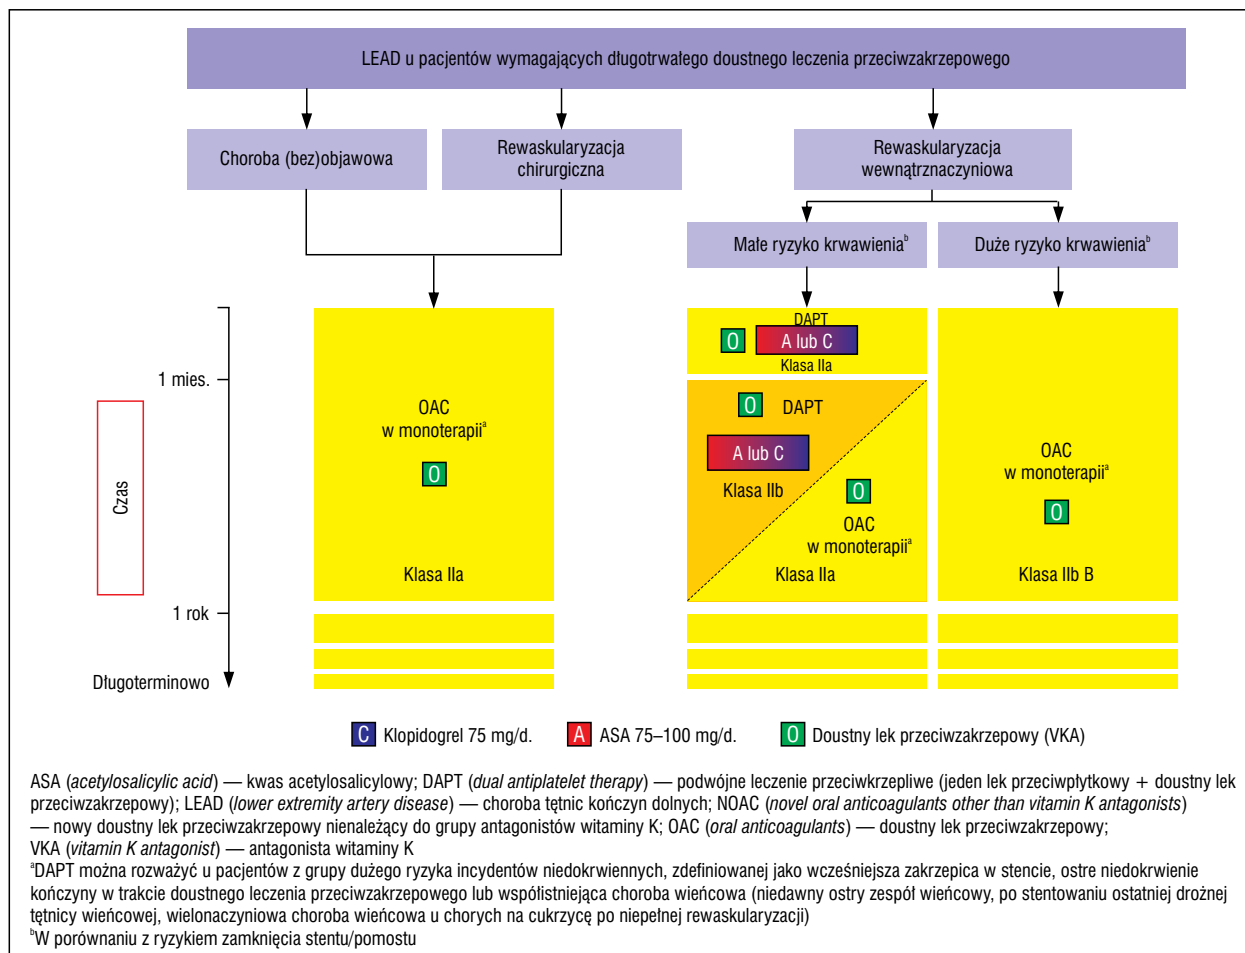 LEAD u pacjentów wymagających długotrwałego doustnego leczenia przeciwzakrzepowego
Choroba (bez)objawowa
Rewaskularyzacja
chirurgiczna
Rewaskularyzacja
wewnątrznaczyniowa
Małe ryzyko krwawieniaᵇ
Duże ryzyko krwawieniaᵇ
Czas
1 mies.
1 rok
Długoterminowo
OAC
w monoterapiiᵃ
O
Klasa IIa
DAPT
O
A lub C
Klasa IIa
O
DAPT
A lub C
Klasa IIb
O
OAC
w monoterapiiᵃ
Klasa IIa
OAC
w monoterapiiᵃ
O
Klasa IIb B
C Klopidogrel 75 mg/d.
A ASA 75–100 mg/d.
O Doustny lek przeciwzakrzepowy (VKA)
ASA (acetylosalicylic acid) — kwas acetylosalicylowy; DAPT (dual antiplatelet therapy) — podwójne leczenie przeciwkrzepliwe (jeden lek przeciwpłytkowy + doustny lek
przeciwzakrzepowy); LEAD (lower extremity artery disease) — choroba tętnic kończyn dolnych; NOAC (novel oral anticoagulants other than vitamin K antagonists)
— nowy doustny lek przeciwzakrzepowy nienależący do grupy antagonistów witaminy K; OAC (oral anticoagulants) — doustny lek przeciwzakrzepowy;
VKA (vitamin K antagonist) — antagonista witaminy K
ᵃDAPT można rozważyć u pacjentów z grupy dużego ryzyka incydentów niedokrwiennych, zdefiniowanej jako wcześniejsza zakrzepica w stencie, ostre niedokrwienie
kończyny w trakcie doustnego leczenia przeciwzakrzepowego lub współistniejąca choroba wieńcowa (niedawny ostry zespół wieńcowy, po stentowaniu ostatniej drożnej
tętnicy wieńcowej, wielonaczyniowa choroba wieńcowa u chorych na cukrzycę po niepełnej rewaskularyzacji)
ᵇW porównaniu z ryzykiem zamknięcia stentu/pomostu